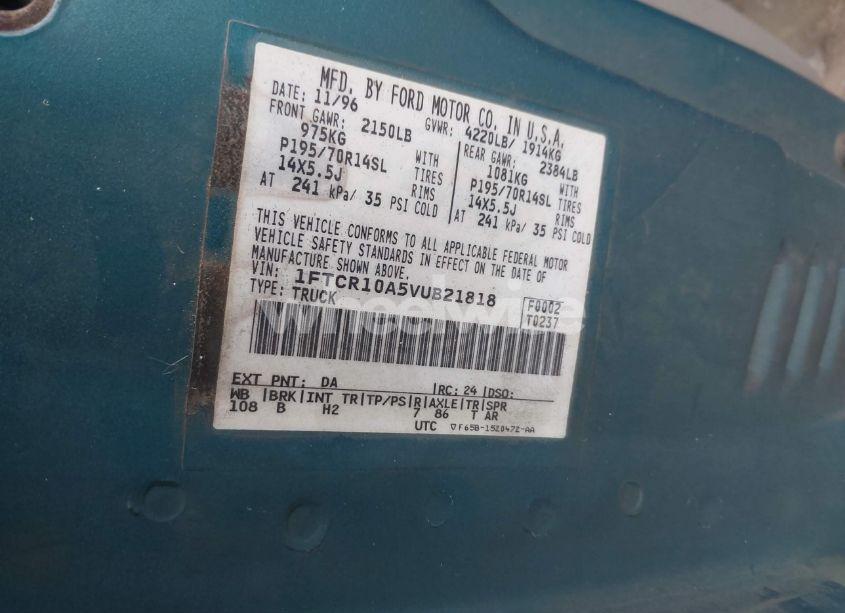 MFD. BY FORD MOTOR CO. IN U.S.A.
DATE: 11/96 GVWR: 4220LB/ 1914KG
FRONT GAWR: 2150LB REAR GAWR: 2384LB
975KG WITH 1081KG WITH
P195/70R14SL TIRES P195/70R14SL TIRES
14X5.5J RIMS 14X5.5J RIMS
AT 241 kPa/ 35 PSI COLD AT 241 kPa/ 35 PSI COLD
THIS VEHICLE CONFORMS TO ALL APPLICABLE FEDERAL MOTOR
VEHICLE SAFETY STANDARDS IN EFFECT ON THE DATE OF
MANUFACTURE SHOWN ABOVE.
VIN: 1FTCR10A5VUB21818 F0002
TYPE: TRUCK T0237
wheelwise
EXT PNT: DA RC: 24 DSO:
WB BRK INT TR TP/PS R AXLE TR SPR
108 B H2 7 86 T AR
UTC ▽F65B-1520472-AA